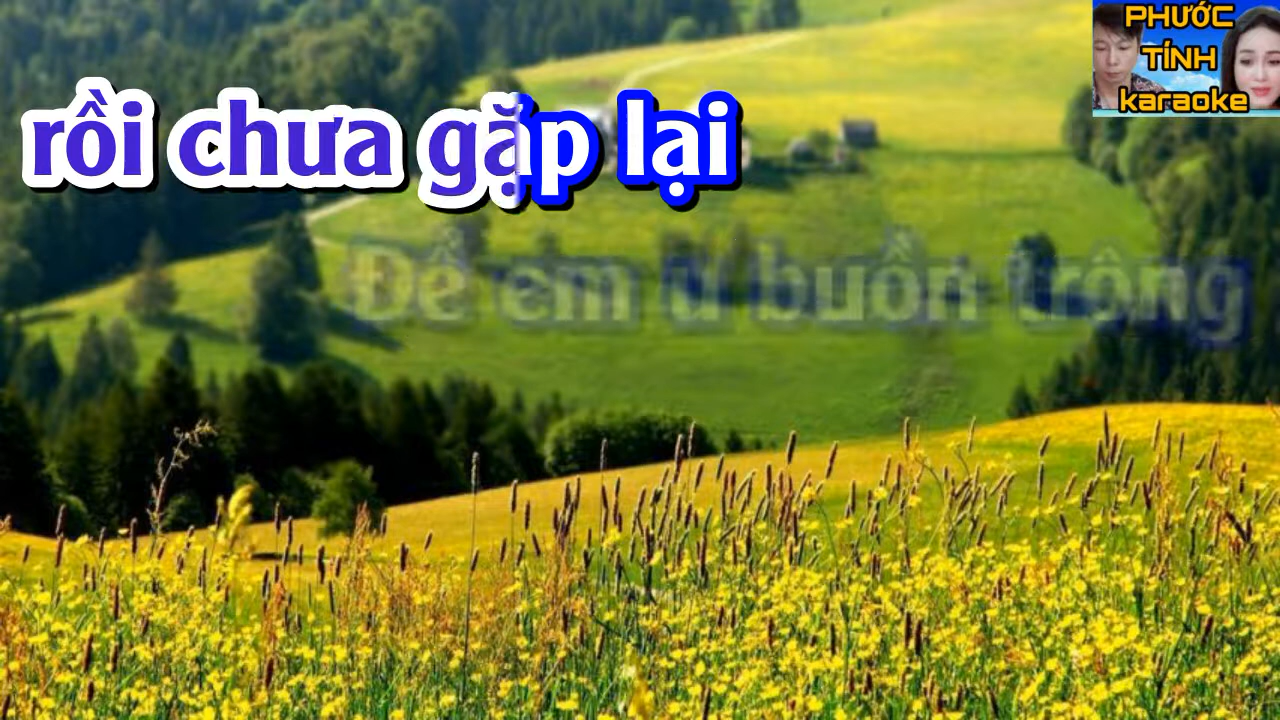 PHƯỚC
TÍNH
karaoke
rồi chưa gặp lại
Để em ủ buồn trông